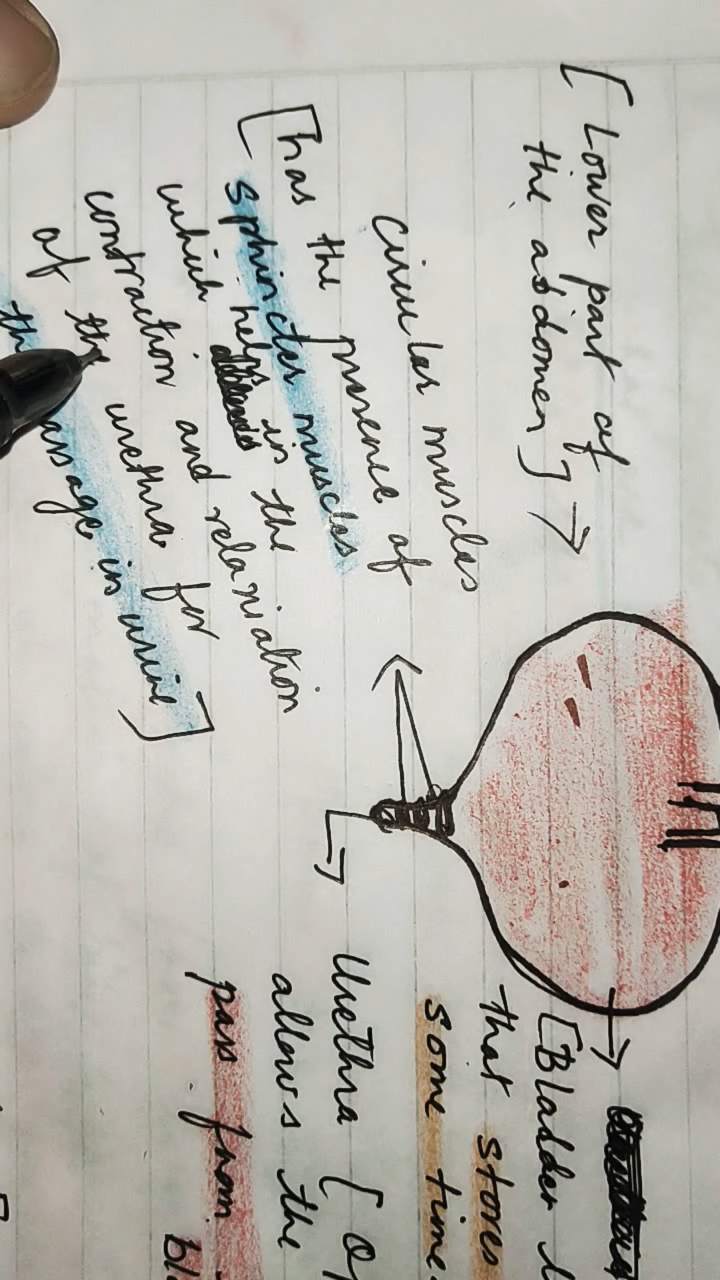 [ Lower part of
the abdomen ] →
circular muscles
[ has the presence of
sphincter muscles
which helps in the
contraction and relaxation
of the urethra for
the passage in urine ]
[ Bladder
that stores
some time.
Urethra [
allows the
pass from